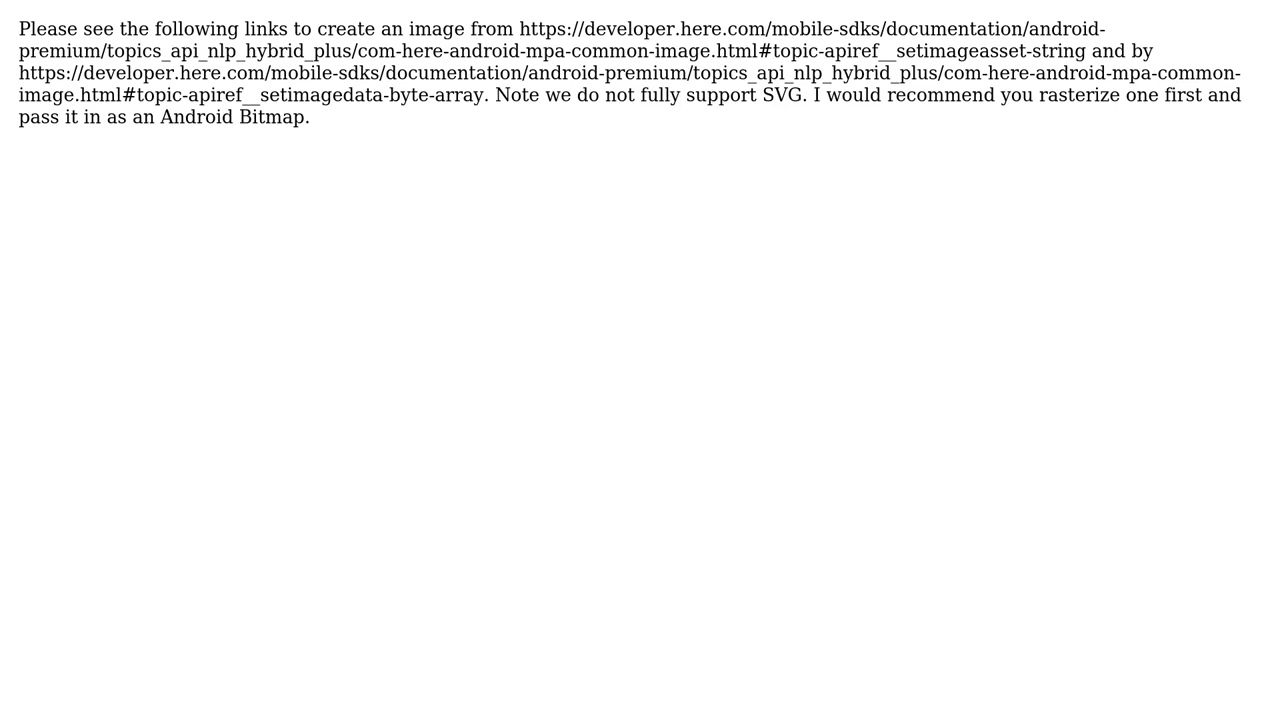 Please see the following links to create an image from https://developer.here.com/mobile-sdks/documentation/android-
premium/topics_api_nlp_hybrid_plus/com-here-android-mpa-common-image.html#topic-apiref__setimageasset-string and by
https://developer.here.com/mobile-sdks/documentation/android-premium/topics_api_nlp_hybrid_plus/com-here-android-mpa-common-
image.html#topic-apiref__setimagedata-byte-array. Note we do not fully support SVG. I would recommend you rasterize one first and
pass it in as an Android Bitmap.